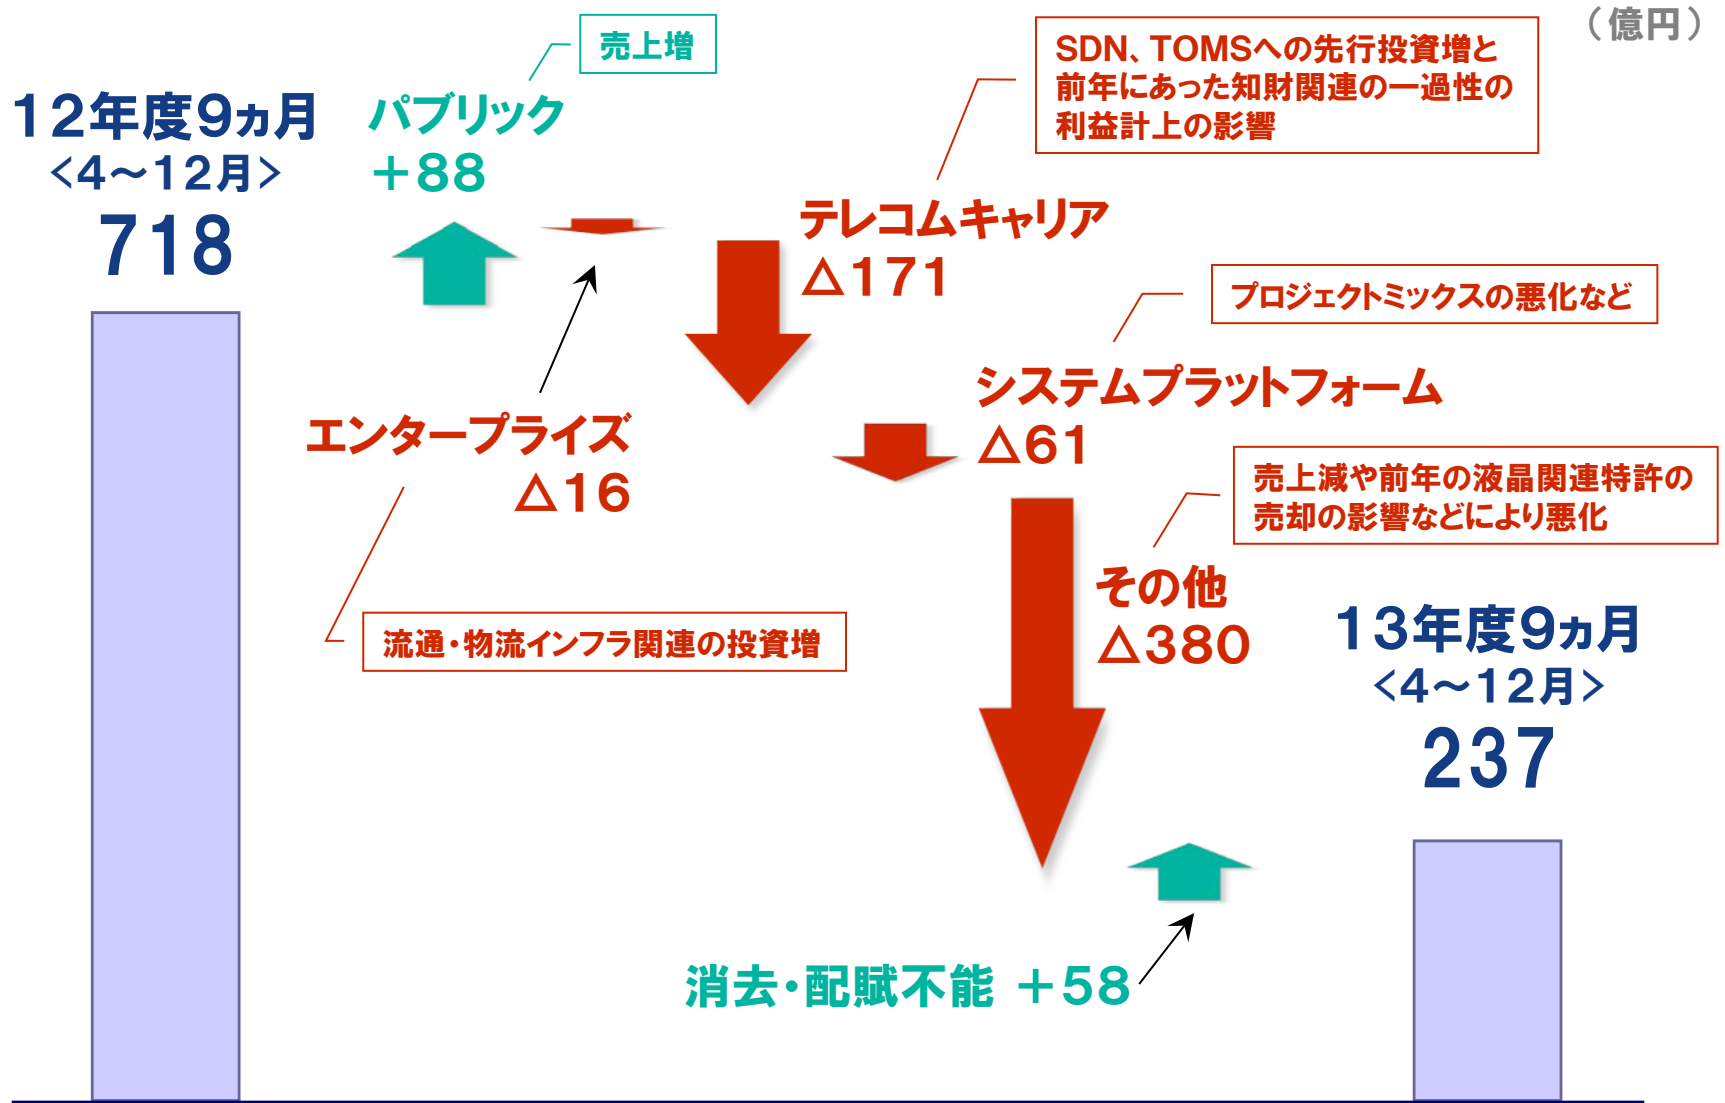 (億円)
12年度9ヵ月
<4～12月>
718
売上増
パブリック
+88
SDN、TOMSへの先行投資増と
前年にあった知財関連の一過性の
利益計上の影響
テレコムキャリア
△171
エンタープライズ
△16
流通・物流インフラ関連の投資増
プロジェクトミックスの悪化など
システムプラットフォーム
△61
売上減や前年の液晶関連特許の
売却の影響などにより悪化
その他
△380
消去・配賦不能 +58
13年度9ヵ月
<4～12月>
237